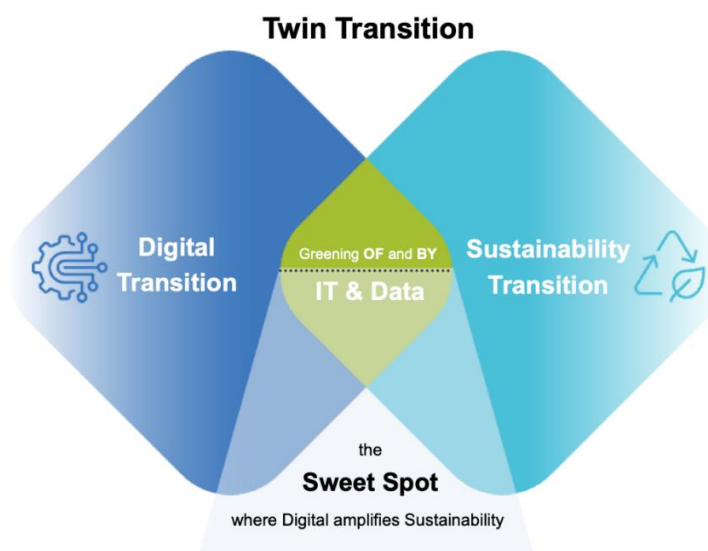 Twin Transition
Digital
Transition
Greening OF and BY
IT & Data
Sustainability
Transition
the
Sweet Spot
where Digital amplifies Sustainability